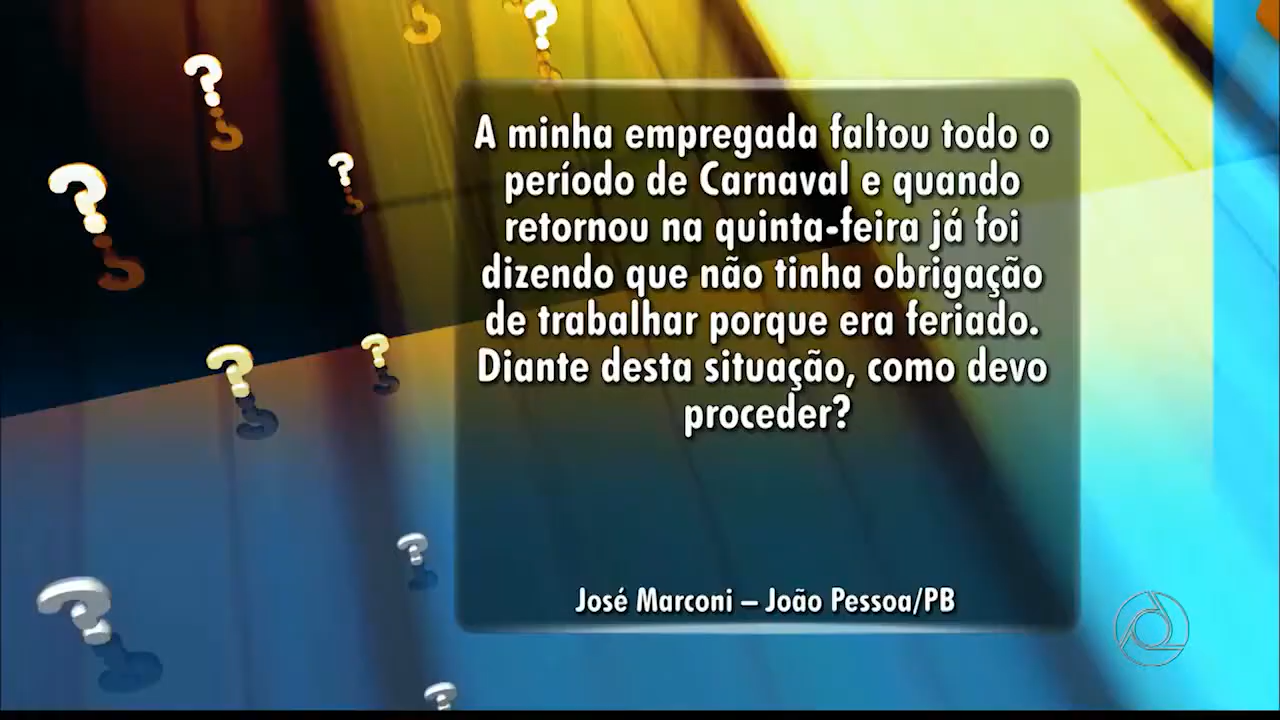 A minha empregada faltou todo o
período de Carnaval e quando
retornou na quinta-feira já foi
dizendo que não tinha obrigação
de trabalhar porque era feriado.
Diante desta situação, como devo
proceder?
José Marconi – João Pessoa/PB